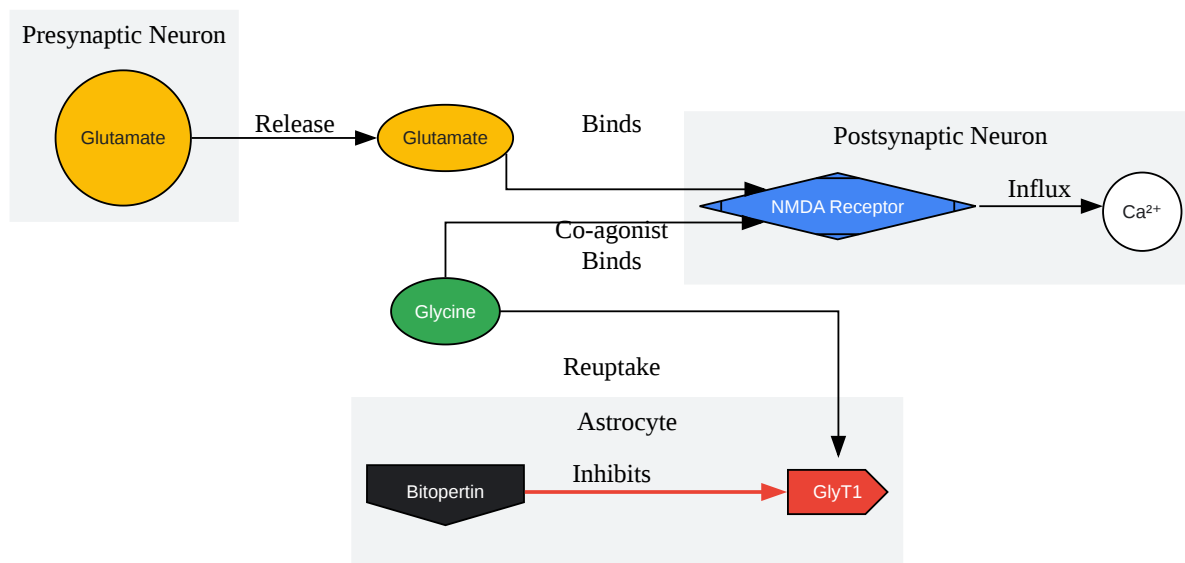 Presynaptic Neuron
Glutamate
Release
Glutamate
Binds
Postsynaptic Neuron
NMDA Receptor
Influx
Ca²⁺
Co-agonist
Binds
Glycine
Reuptake
Astrocyte
Bitopertin
Inhibits
GlyT1